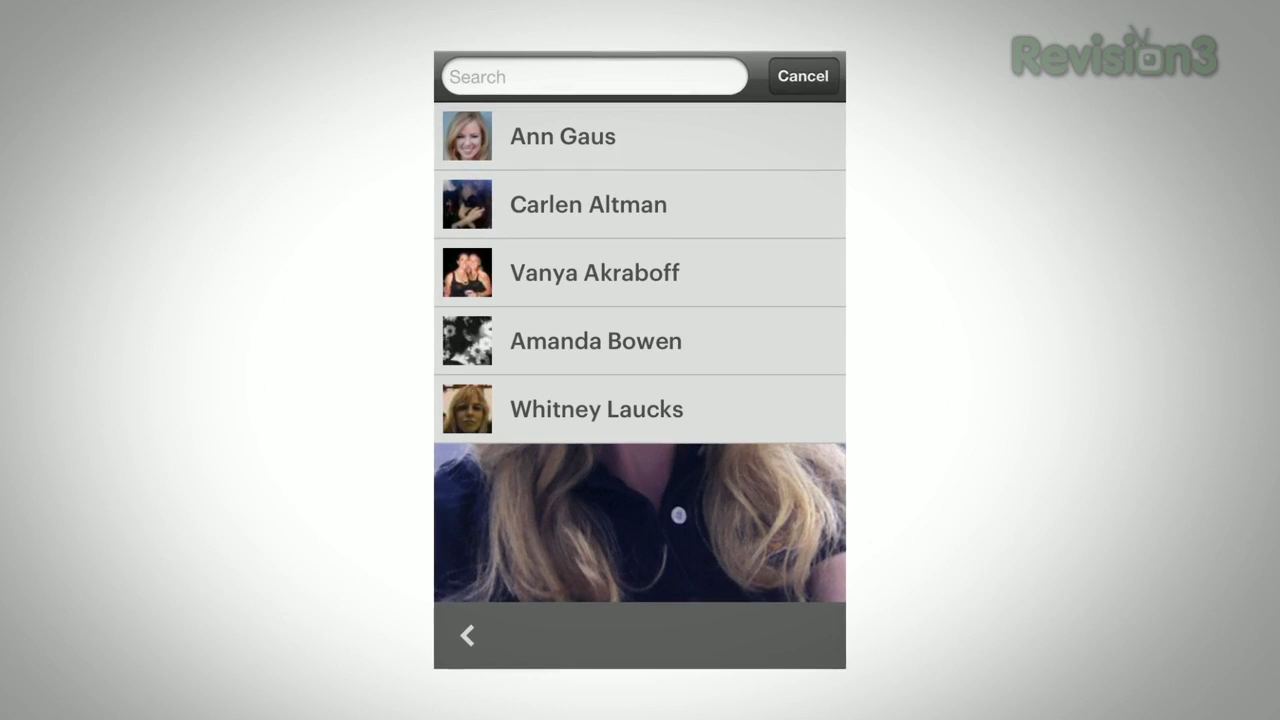 Revision3
Search
Cancel
Ann Gaus
Carlen Altman
Vanya Akraboff
Amanda Bowen
Whitney Laucks